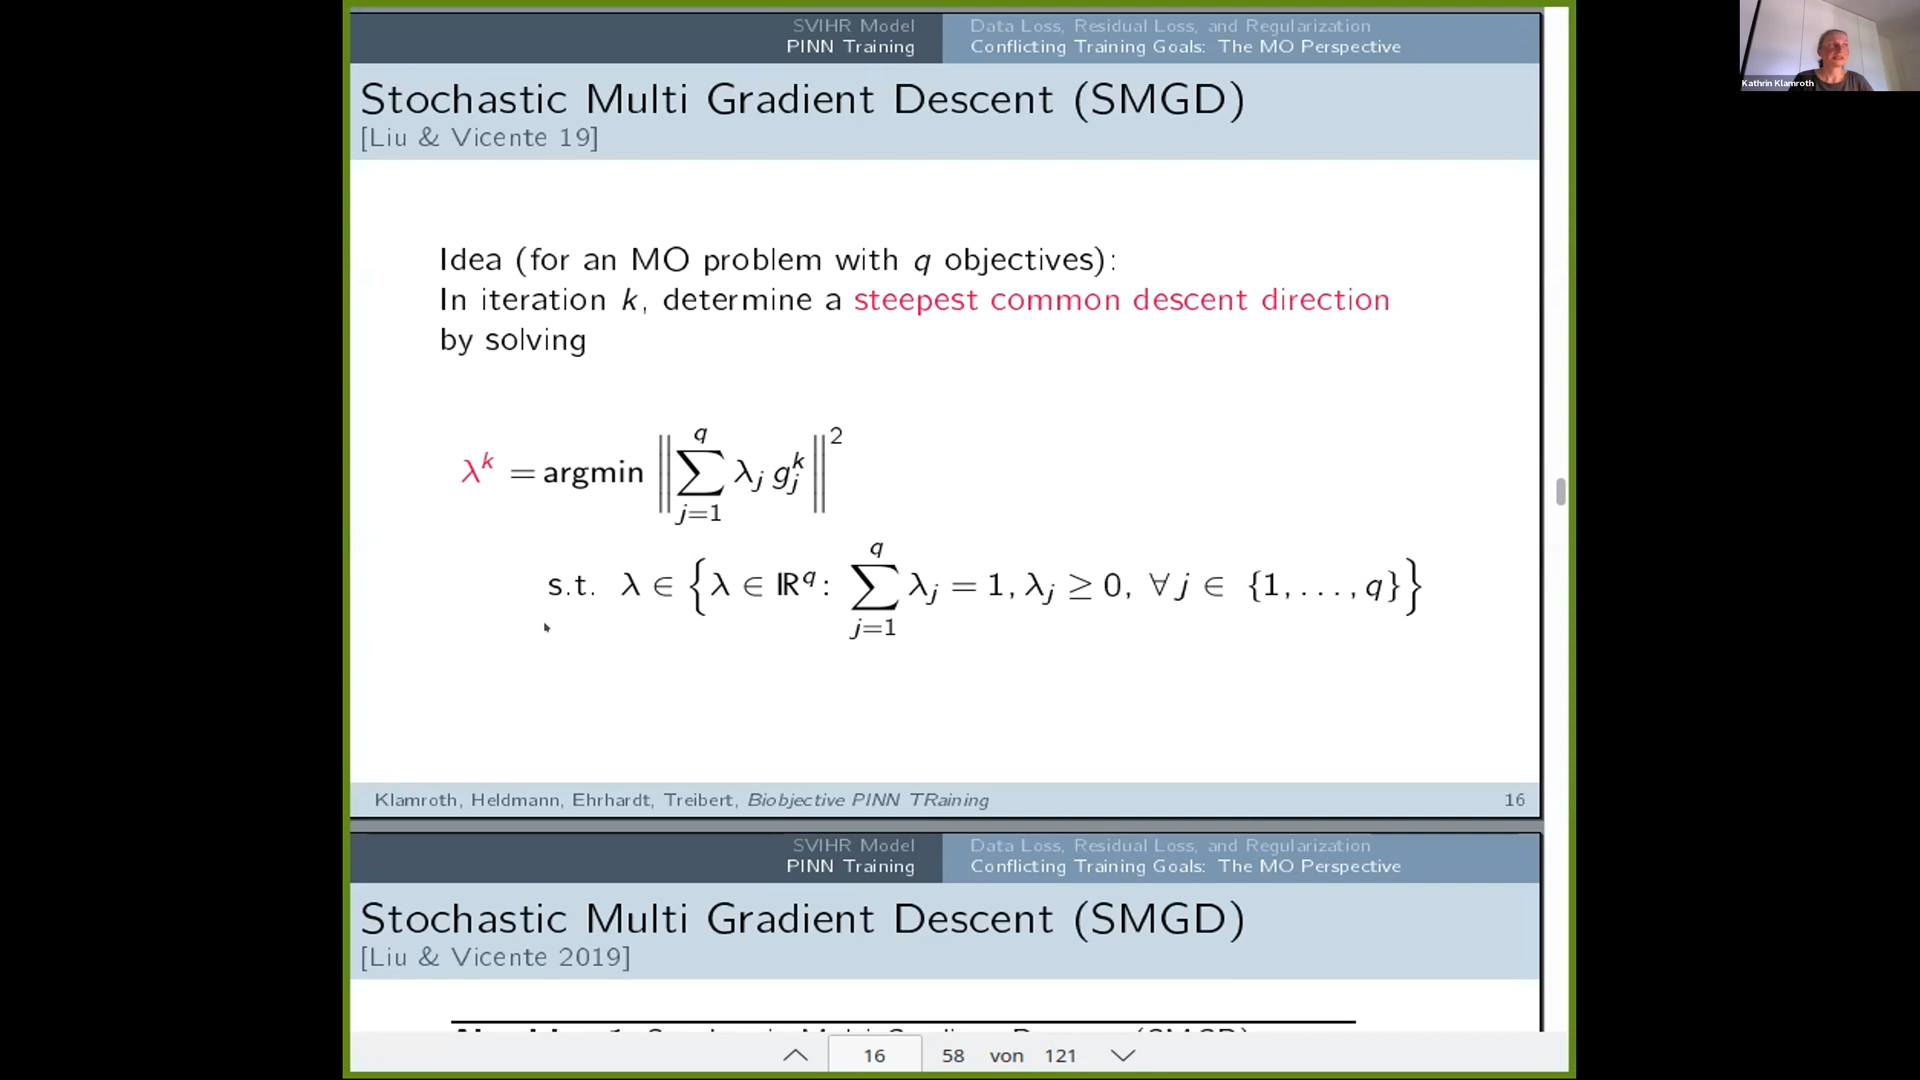 SVIHR Model
PINN Training
Data Loss, Residual Loss, and Regularization
Conflicting Training Goals: The MO Perspective
Kathrin Klamroth
Stochastic Multi Gradient Descent (SMGD)
[Liu & Vicente 19]
Idea (for an MO problem with q objectives):
In iteration k, determine a steepest common descent direction
by solving
λ^k = argmin ‖∑_{j=1}^{q} λ_j g_j^k‖^2
s.t. λ ∈ {λ ∈ ℝ^q : ∑_{j=1}^{q} λ_j = 1, λ_j ≥ 0, ∀ j ∈ {1, . . . , q}}
Klamroth, Heldmann, Ehrhardt, Treibert, Biobjective PINN TRaining 16
SVIHR Model
PINN Training
Data Loss, Residual Loss, and Regularization
Conflicting Training Goals: The MO Perspective
Stochastic Multi Gradient Descent (SMGD)
[Liu & Vicente 2019]
16 58 von 121